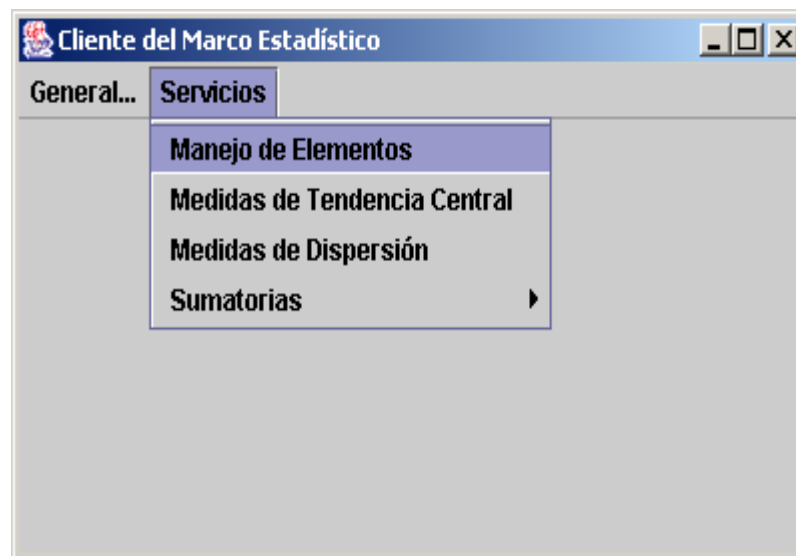 Cliente del Marco Estadístico
General... Servicios
Manejo de Elementos
Medidas de Tendencia Central
Medidas de Dispersión
Sumatorias